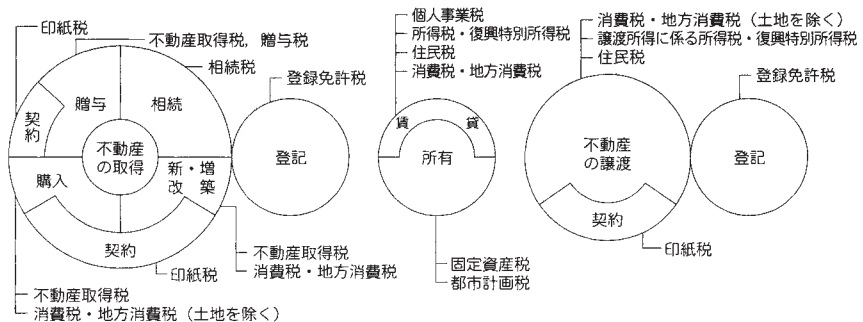 印紙税
不動産取得税，贈与税
相続税
契約
贈与
相続
不動産
の取得
購入
新・増
改築
契約
印紙税
不動産取得税
消費税・地方消費税
不動産取得税
消費税・地方消費税（土地を除く）
登録免許税
登記
個人事業税
所得税・復興特別所得税
住民税
消費税・地方消費税
賃貸
所有
固定資産税
都市計画税
消費税・地方消費税（土地を除く）
譲渡所得に係る所得税・復興特別所得税
住民税
不動産
の譲渡
契約
印紙税
登録免許税
登記